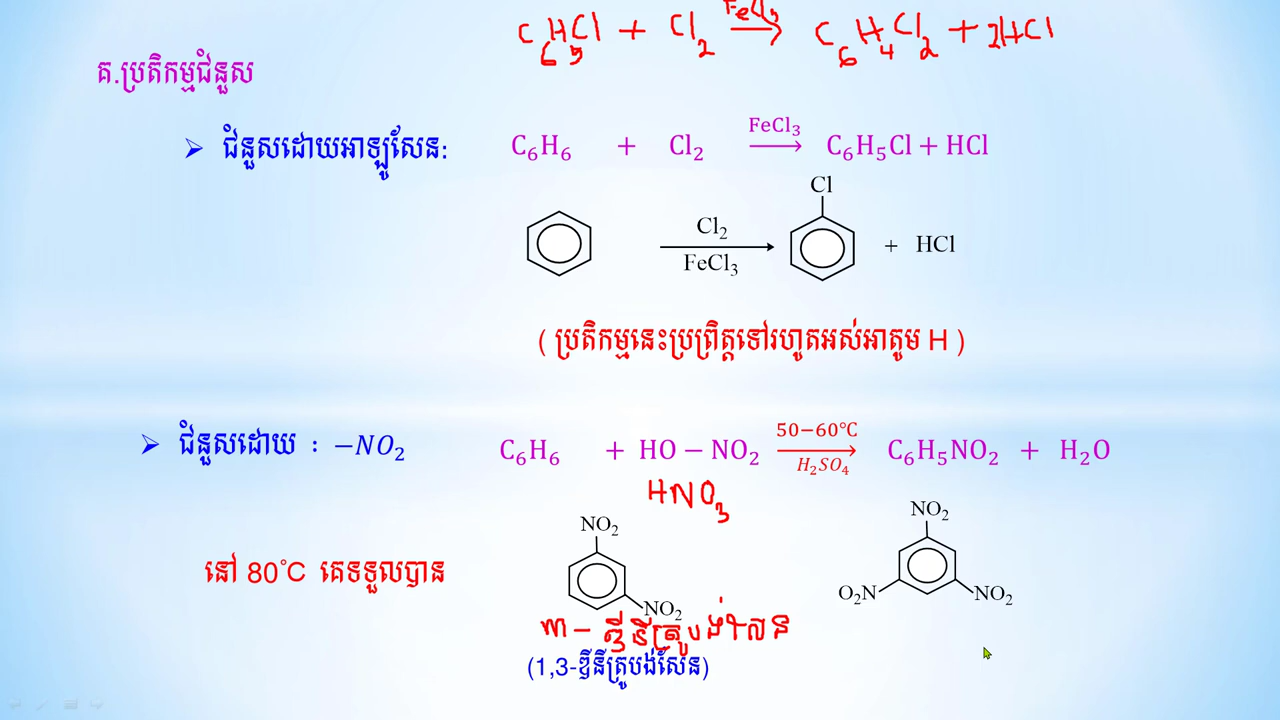 C₆H₅Cl + Cl₂ FeCl₃⟶ C₆H₄Cl₂ + 2HCl
គ.ប្រតិកម្មជំនួស
➢ ជំនួសដោយអាឡូសែន: C₆H₆ + Cl₂ FeCl₃⟶ C₆H₅Cl + HCl
Cl
Cl₂
FeCl₃
+ HCl
( ប្រតិកម្មនេះប្រព្រិត្តទៅរហូតអស់អាតូម H )
➢ ជំនួសដោយ : −NO₂ C₆H₆ + HO − NO₂ 50−60℃⟶H₂SO₄ C₆H₅NO₂ + H₂O
HNO₃
NO₂
NO₂
នៅ 80°C គេទទួលបាន
O₂N
NO₂
NO₂
m − ឌីនីត្រូបង់សែន
(1,3-ឌីនីត្រូបង់សែន)